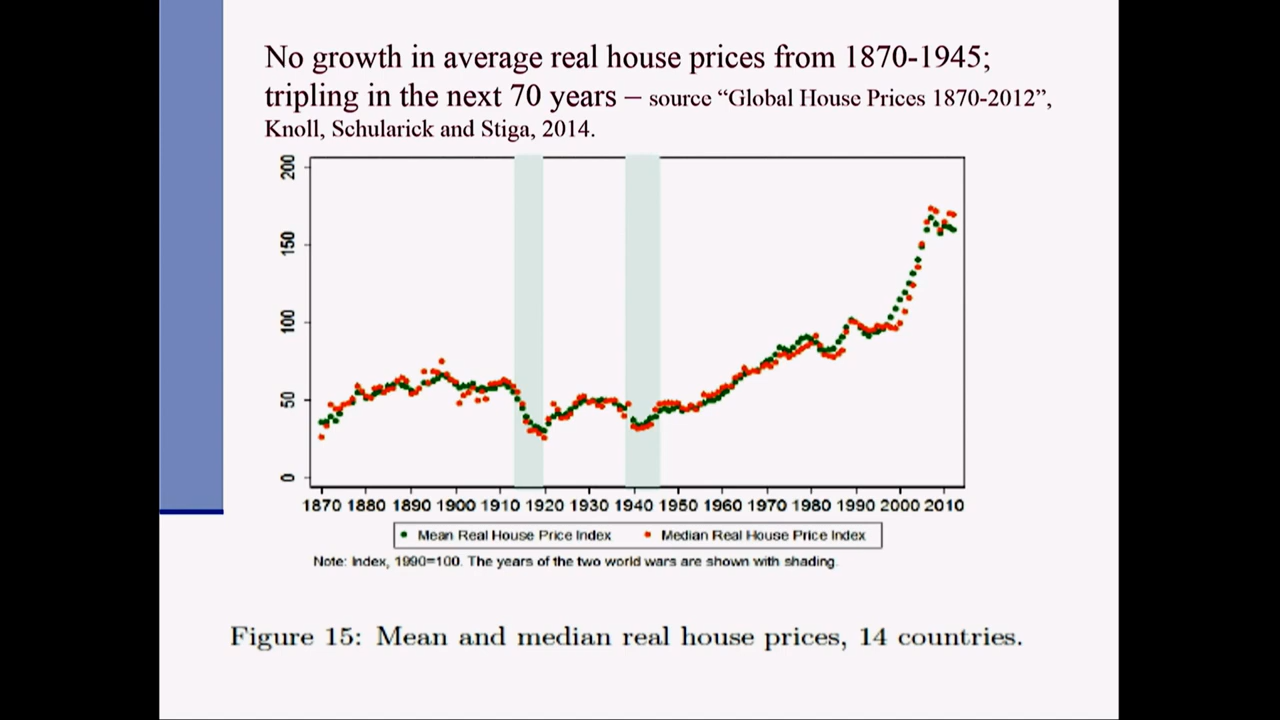 No growth in average real house prices from 1870-1945;
tripling in the next 70 years – source “Global House Prices 1870-2012”,
Knoll, Schularick and Stiga, 2014.
200
150
100
50
0
1870 1880 1890 1900 1910 1920 1930 1940 1950 1960 1970 1980 1990 2000 2010
Mean Real House Price Index Median Real House Price Index
Note: Index, 1990=100. The years of the two world wars are shown with shading.
Figure 15: Mean and median real house prices, 14 countries.